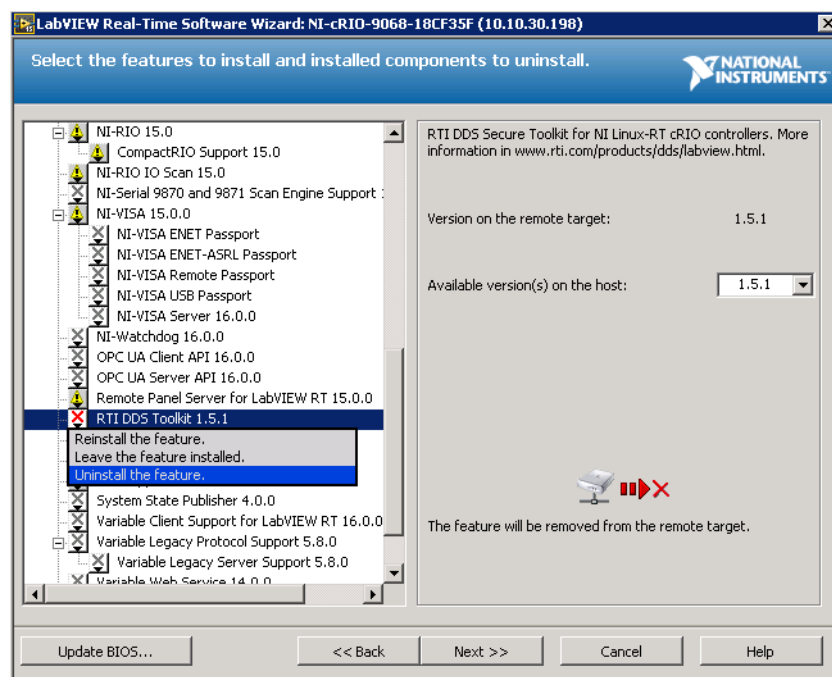 LabVIEW Real-Time Software Wizard: NI-cRIO-9068-18CF35F (10.10.30.198)
Select the features to install and installed components to uninstall.
NATIONAL
INSTRUMENTS
NI-RIO 15.0
CompactRIO Support 15.0
NI-RIO IO Scan 15.0
NI-Serial 9870 and 9871 Scan Engine Support
NI-VISA 15.0.0
NI-VISA ENET Passport
NI-VISA ENET-ASRL Passport
NI-VISA Remote Passport
NI-VISA USB Passport
NI-VISA Server 16.0.0
NI-Watchdog 16.0.0
OPC UA Client API 16.0.0
OPC UA Server API 16.0.0
Remote Panel Server for LabVIEW RT 15.0.0
RTI DDS Toolkit 1.5.1
Reinstall the feature.
Leave the feature installed.
Uninstall the feature.
System State Publisher 4.0.0
Variable Client Support for LabVIEW RT 16.0.0
Variable Legacy Protocol Support 5.8.0
Variable Legacy Server Support 5.8.0
Variable Web Service 14.0.0
RTI DDS Secure Toolkit for NI Linux-RT cRIO controllers. More
information in www.rti.com/products/dds/labview.html.
Version on the remote target: 1.5.1
Available version(s) on the host: 1.5.1
The feature will be removed from the remote target.
Update BIOS... << Back Next >> Cancel Help